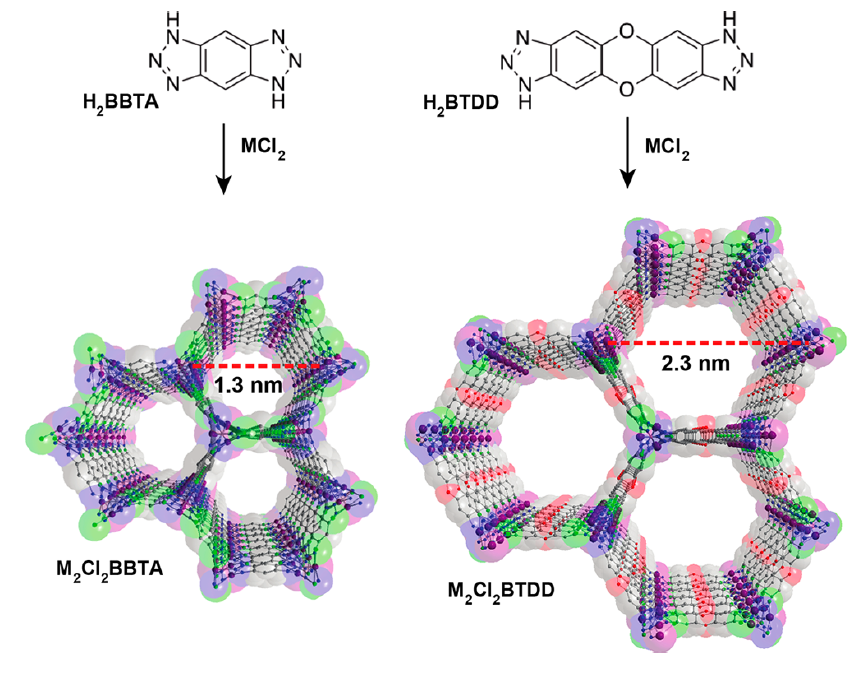 H
N
N
N
N
N
N
H
H₂BBTA
MCl₂
H
N
N
N
N
N
N
H
O
O
H₂BTDD
MCl₂
1.3 nm
2.3 nm
M₂Cl₂BBTA
M₂Cl₂BTDD